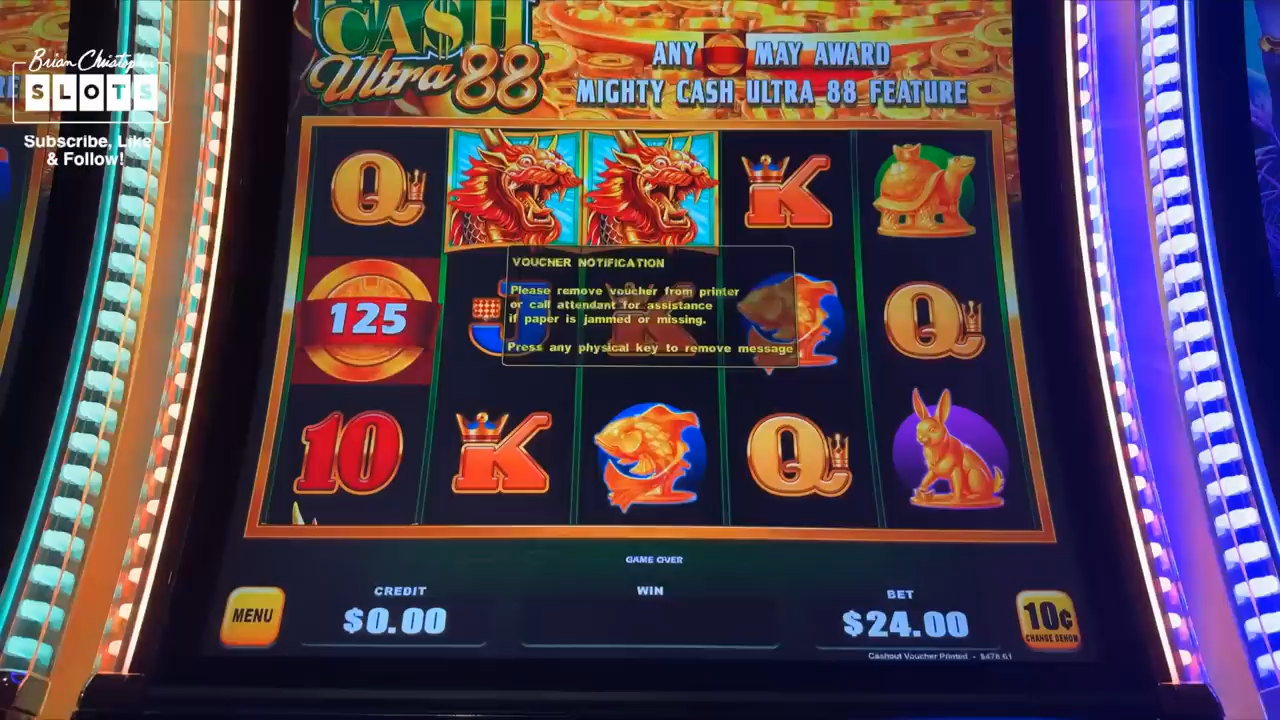 Brian Christopher
SLOTS
Subscribe, Like
& Follow!
CA$H
Ultra 88
ANY MAY AWARD
MIGHTY CASH ULTRA 88 FEATURE
Q
K
125
VOUCHER NOTIFICATION
Please remove voucher from printer
or call attendant for assistance
if paper is jammed or missing.
Press any physical key to remove message
J
K
Q
10
K
Q
GAME OVER
MENU
CREDIT
$0.00
WIN
BET
$24.00
10¢
CHANGE DENOM
Cashout Voucher Printed - $478.61